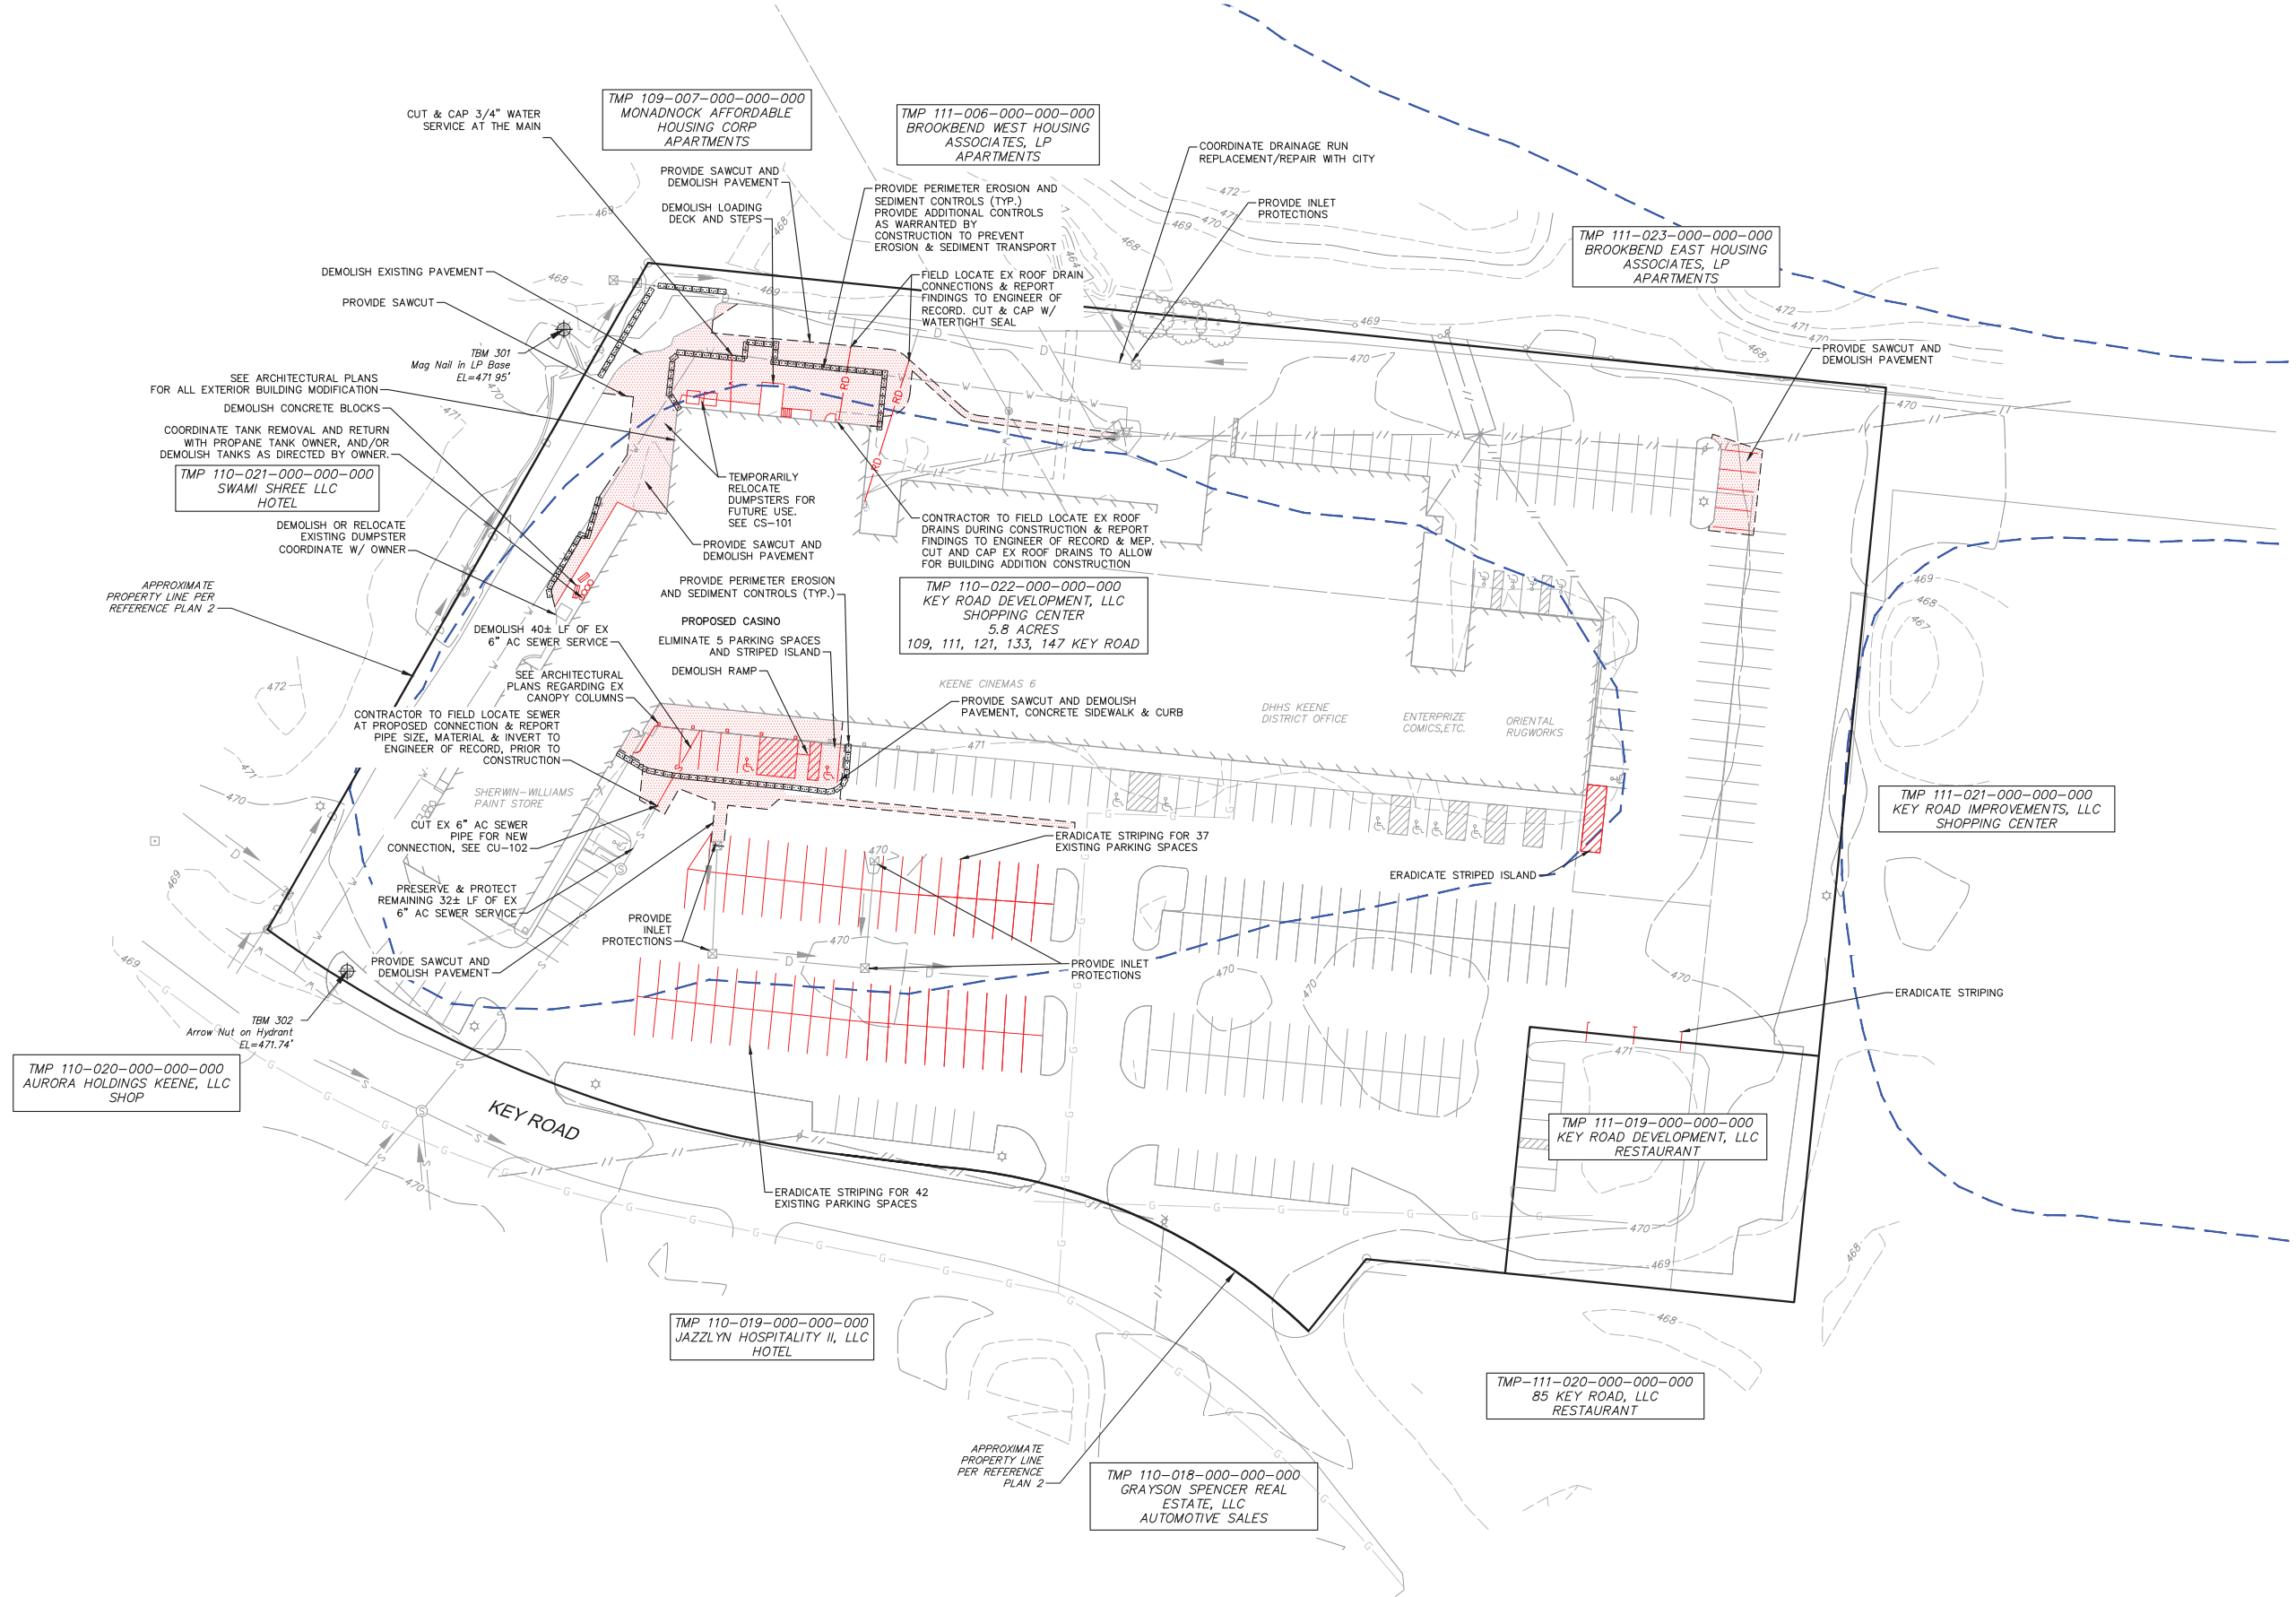 TMP 109-007-000-000-000
MONADNOCK AFFORDABLE
HOUSING CORP
APARTMENTS
TMP 111-006-000-000-000
BROOKBEND WEST HOUSING
ASSOCIATES, LP
APARTMENTS
CUT & CAP 3/4" WATER
SERVICE AT THE MAIN
COORDINATE DRAINAGE RUN
REPLACEMENT/REPAIR WITH CITY
PROVIDE SAWCUT AND
DEMOLISH PAVEMENT
DEMOLISH LOADING
DECK AND STEPS
PROVIDE PERIMETER EROSION AND
SEDIMENT CONTROLS (TYP.)
PROVIDE ADDITIONAL CONTROLS
AS WARRANTED BY
CONSTRUCTION TO PREVENT
EROSION & SEDIMENT TRANSPORT
PROVIDE INLET
PROTECTIONS
TMP 111-023-000-000-000
BROOKBEND EAST HOUSING
ASSOCIATES, LP
APARTMENTS
DEMOLISH EXISTING PAVEMENT
PROVIDE SAWCUT
FIELD LOCATE EX ROOF DRAIN
CONNECTIONS & REPORT
FINDINGS TO ENGINEER OF
RECORD. CUT & CAP W/
WATERTIGHT SEAL
TBM 301
Mag Nail in LP Base
EL=471.95'
PROVIDE SAWCUT AND
DEMOLISH PAVEMENT
SEE ARCHITECTURAL PLANS
FOR ALL EXTERIOR BUILDING MODIFICATION
DEMOLISH CONCRETE BLOCKS
COORDINATE TANK REMOVAL AND RETURN
WITH PROPANE TANK OWNER, AND/OR
DEMOLISH TANKS AS DIRECTED BY OWNER.
TMP 110-021-000-000-000
SWAMI SHREE LLC
HOTEL
TEMPORARILY
RELOCATE
DUMPSTERS FOR
FUTURE USE.
SEE CS-101
DEMOLISH OR RELOCATE
EXISTING DUMPSTER
COORDINATE W/ OWNER
PROVIDE SAWCUT AND
DEMOLISH PAVEMENT
CONTRACTOR TO FIELD LOCATE EX ROOF
DRAINS DURING CONSTRUCTION & REPORT
FINDINGS TO ENGINEER OF RECORD & MEP.
CUT AND CAP EX ROOF DRAINS TO ALLOW
FOR BUILDING ADDITION CONSTRUCTION
APPROXIMATE
PROPERTY LINE PER
REFERENCE PLAN 2
PROVIDE PERIMETER EROSION
AND SEDIMENT CONTROLS (TYP.)
TMP 110-022-000-000-000
KEY ROAD DEVELOPMENT, LLC
SHOPPING CENTER
5.8 ACRES
109, 111, 121, 133, 147 KEY ROAD
PROPOSED CASINO
DEMOLISH 40± LF OF EX
6" AC SEWER SERVICE
ELIMINATE 5 PARKING SPACES
AND STRIPED ISLAND
DEMOLISH RAMP
SEE ARCHITECTURAL
PLANS REGARDING EX
CANOPY COLUMNS
KEENE CINEMAS 6
PROVIDE SAWCUT AND DEMOLISH
PAVEMENT, CONCRETE SIDEWALK & CURB
DHHS KEENE
DISTRICT OFFICE
ENTERPRIZE
COMICS,ETC.
ORIENTAL
RUGWORKS
CONTRACTOR TO FIELD LOCATE SEWER
AT PROPOSED CONNECTION & REPORT
PIPE SIZE, MATERIAL & INVERT TO
ENGINEER OF RECORD, PRIOR TO
CONSTRUCTION
SHERWIN-WILLIAMS
PAINT STORE
TMP 111-021-000-000-000
KEY ROAD IMPROVEMENTS, LLC
SHOPPING CENTER
CUT EX 6" AC SEWER
PIPE FOR NEW
CONNECTION, SEE CU-102
ERADICATE STRIPING FOR 37
EXISTING PARKING SPACES
ERADICATE STRIPED ISLAND
PRESERVE & PROTECT
REMAINING 32± LF OF EX
6" AC SEWER SERVICE
PROVIDE
INLET
PROTECTIONS
PROVIDE SAWCUT AND
DEMOLISH PAVEMENT
PROVIDE INLET
PROTECTIONS
ERADICATE STRIPING
TBM 302
Arrow Nut on Hydrant
EL=471.74'
TMP 110-020-000-000-000
AURORA HOLDINGS KEENE, LLC
SHOP
KEY ROAD
TMP 111-019-000-000-000
KEY ROAD DEVELOPMENT, LLC
RESTAURANT
ERADICATE STRIPING FOR 42
EXISTING PARKING SPACES
TMP 110-019-000-000-000
JAZZLYN HOSPITALITY II, LLC
HOTEL
TMP-111-020-000-000-000
85 KEY ROAD, LLC
RESTAURANT
APPROXIMATE
PROPERTY LINE
PER REFERENCE
PLAN 2
TMP 110-018-000-000-000
GRAYSON SPENCER REAL
ESTATE, LLC
AUTOMOTIVE SALES